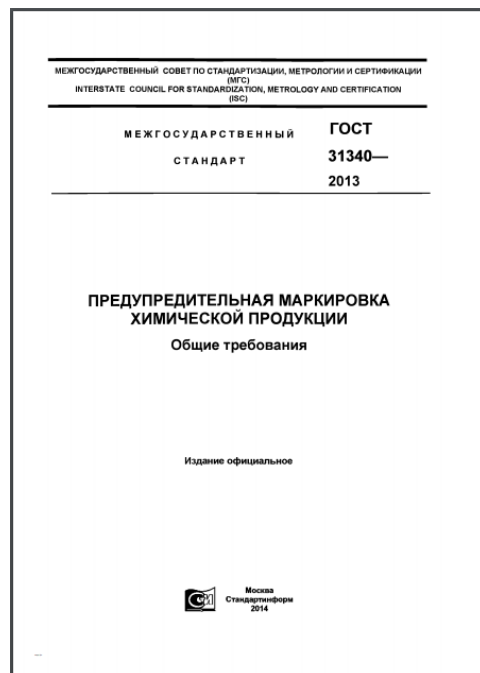 МЕЖГОСУДАРСТВЕННЫЙ СОВЕТ ПО СТАНДАРТИЗАЦИИ, МЕТРОЛОГИИ И СЕРТИФИКАЦИИ
(МГС)
INTERSTATE COUNCIL FOR STANDARDIZATION, METROLOGY AND CERTIFICATION
(ISC)
МЕЖГОСУДАРСТВЕННЫЙ
СТАНДАРТ
ГОСТ
31340—
2013
ПРЕДУПРЕДИТЕЛЬНАЯ МАРКИРОВКА
ХИМИЧЕСКОЙ ПРОДУКЦИИ
Общие требования
Издание официальное
Москва
Стандартинформ
2014